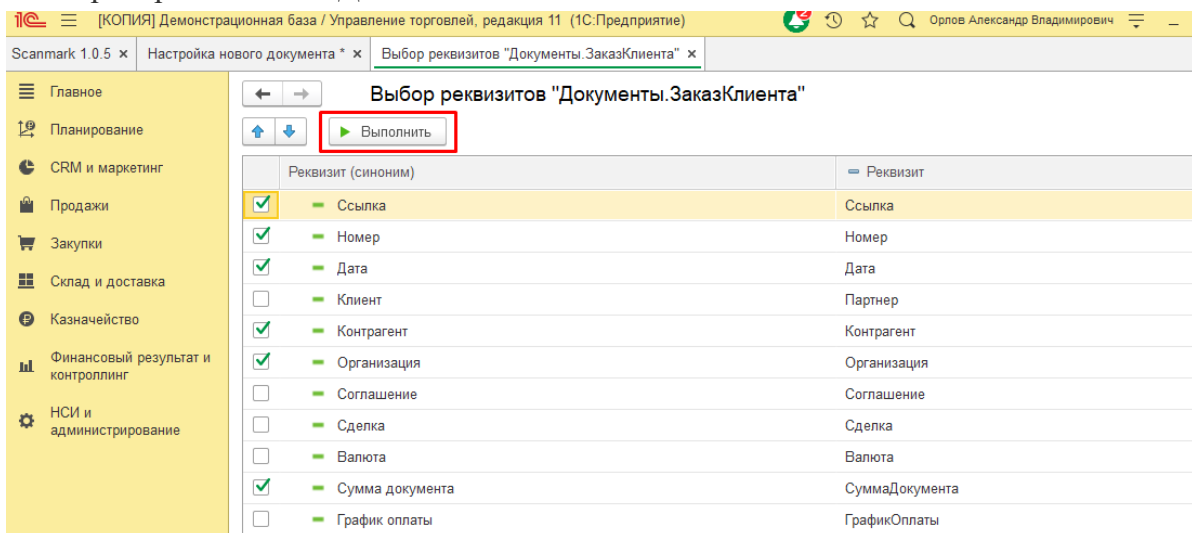 [КОПИЯ] Демонстрационная база / Управление торговлей, редакция 11 (1С:Предприятие)
2
Орлов Александр Владимирович
Scanmark 1.0.5 × Настройка нового документа * × Выбор реквизитов "Документы.ЗаказКлиента" ×
Главное
Планирование
CRM и маркетинг
Продажи
Закупки
Склад и доставка
Казначейство
Финансовый результат и
контроллинг
НСИ и
администрирование
Выбор реквизитов "Документы.ЗаказКлиента"
Выполнить
Реквизит (синоним) Реквизит
Ссылка Ссылка
Номер Номер
Дата Дата
Клиент Партнер
Контрагент Контрагент
Организация Организация
Соглашение Соглашение
Сделка Сделка
Валюта Валюта
Сумма документа СуммаДокумента
График оплаты ГрафикОплаты